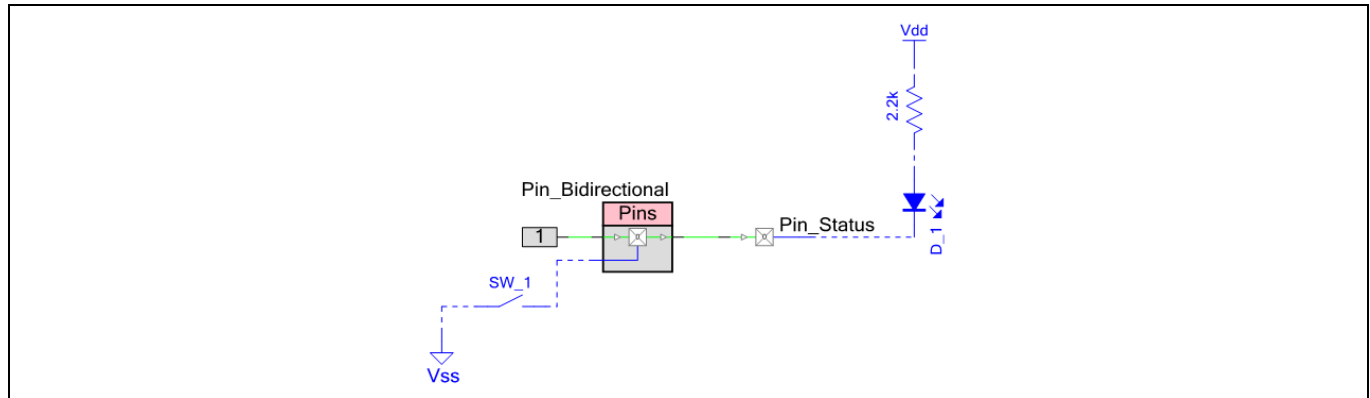 Vdd
2.2k
Pin_Bidirectional
Pins
1
Pin_Status
D_1
SW_1
Vss